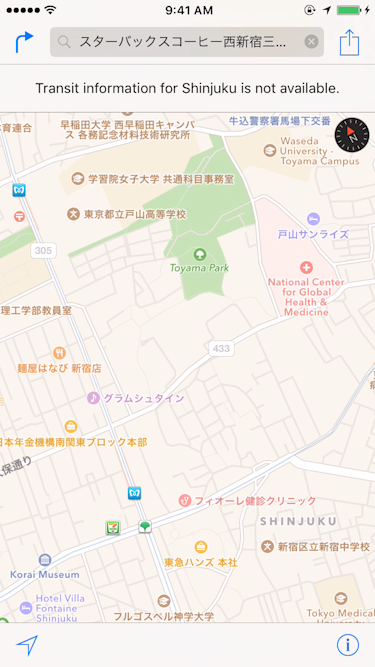 9:41 AM
スターバックスコーヒー西新宿三...
Transit information for Shinjuku is not available.
育連合
早稲田大学 西早稲田キャンパ
ス 各務記念材料技術研究所
牛込警察署馬場下交番
Waseda
University -
Toyama Campus
学習院女子大学 共通科目事務室
東京都立戸山高等学校
戸山サンライズ
305
Toyama Park
National Center
for Global
Health &
Medicine
理工学部教員室
433
麺屋はなび 新宿店
グラムシュタイン
日本年金機構南関東ブロック本部
久保通り
フィオーレ健診クリニック
SHINJUKU
新宿区立新宿中学校
東急ハンズ 本社
Korai Museum
Hotel Villa
Fontaine
Shinjuku
フルゴスペル神学大学
Tokyo Medical
University